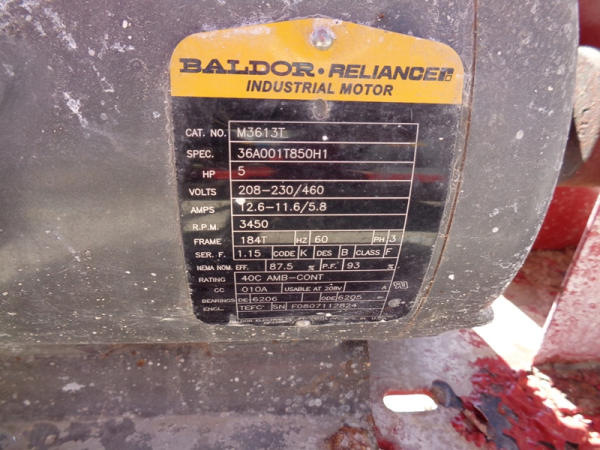 BALDOR • RELIANCE
INDUSTRIAL MOTOR
CAT. NO. M3613T
SPEC. 36A001T850H1
HP 5
VOLTS 208-230/460
AMPS 12.6-11.6/5.8
R.P.M. 3450
FRAME 184T HZ 60 PH 3
SER. F. 1.15 CODE K DES B CLASS F
NEMA NOM. EFF. 87.5 % P.F. 93 %
RATING 40C AMB-CONT
CC 010A USABLE AT 208V A
BEARINGS DE 6206 ODE 6205
ENCL. TEFC SN F0807112824